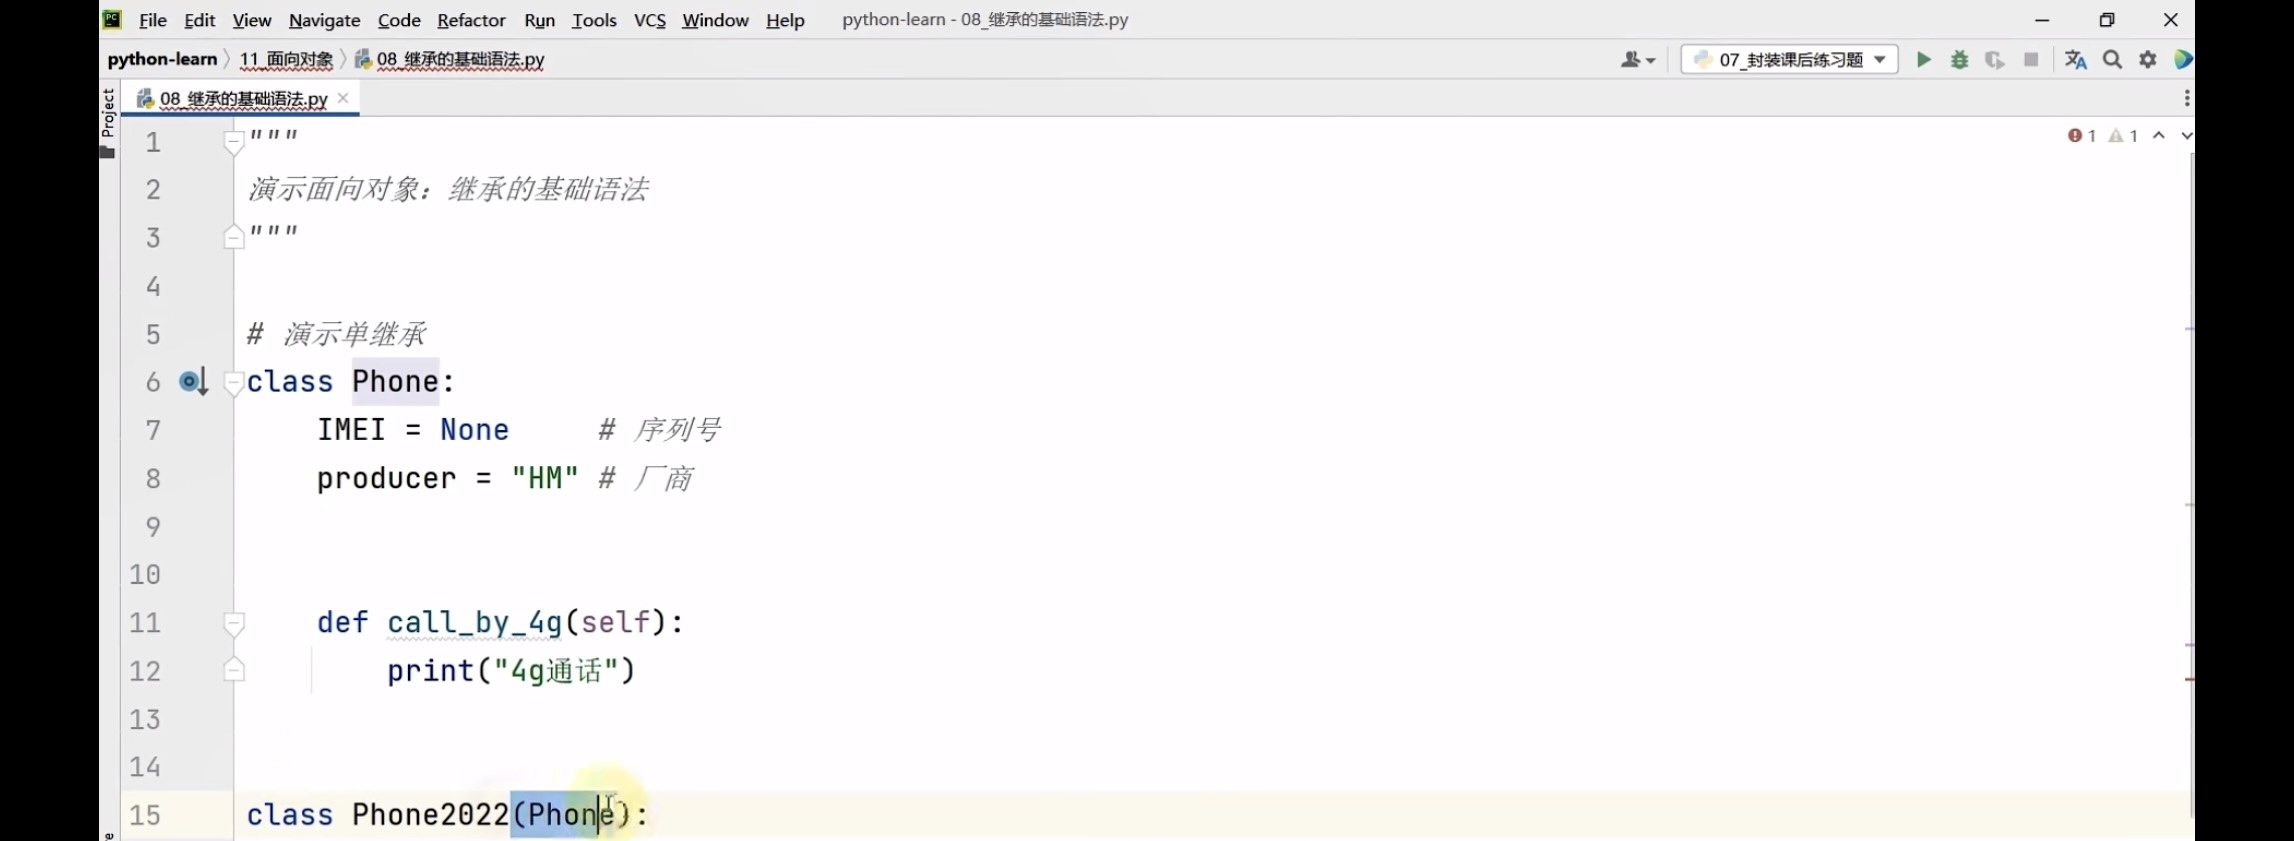 File Edit View Navigate Code Refactor Run Tools VCS Window Help python-learn - 08_继承的基础语法.py
python-learn 11_面向对象 08_继承的基础语法.py 07_封装课后练习题
Project
08_继承的基础语法.py
1 """ 1 1
2 演示面向对象：继承的基础语法
3 """
4
5 # 演示单继承
6 class Phone:
7 IMEI = None # 序列号
8 producer = "HM" # 厂商
9
10
11 def call_by_4g(self):
12 print("4g通话")
13
14
15 class Phone2022(Phone):